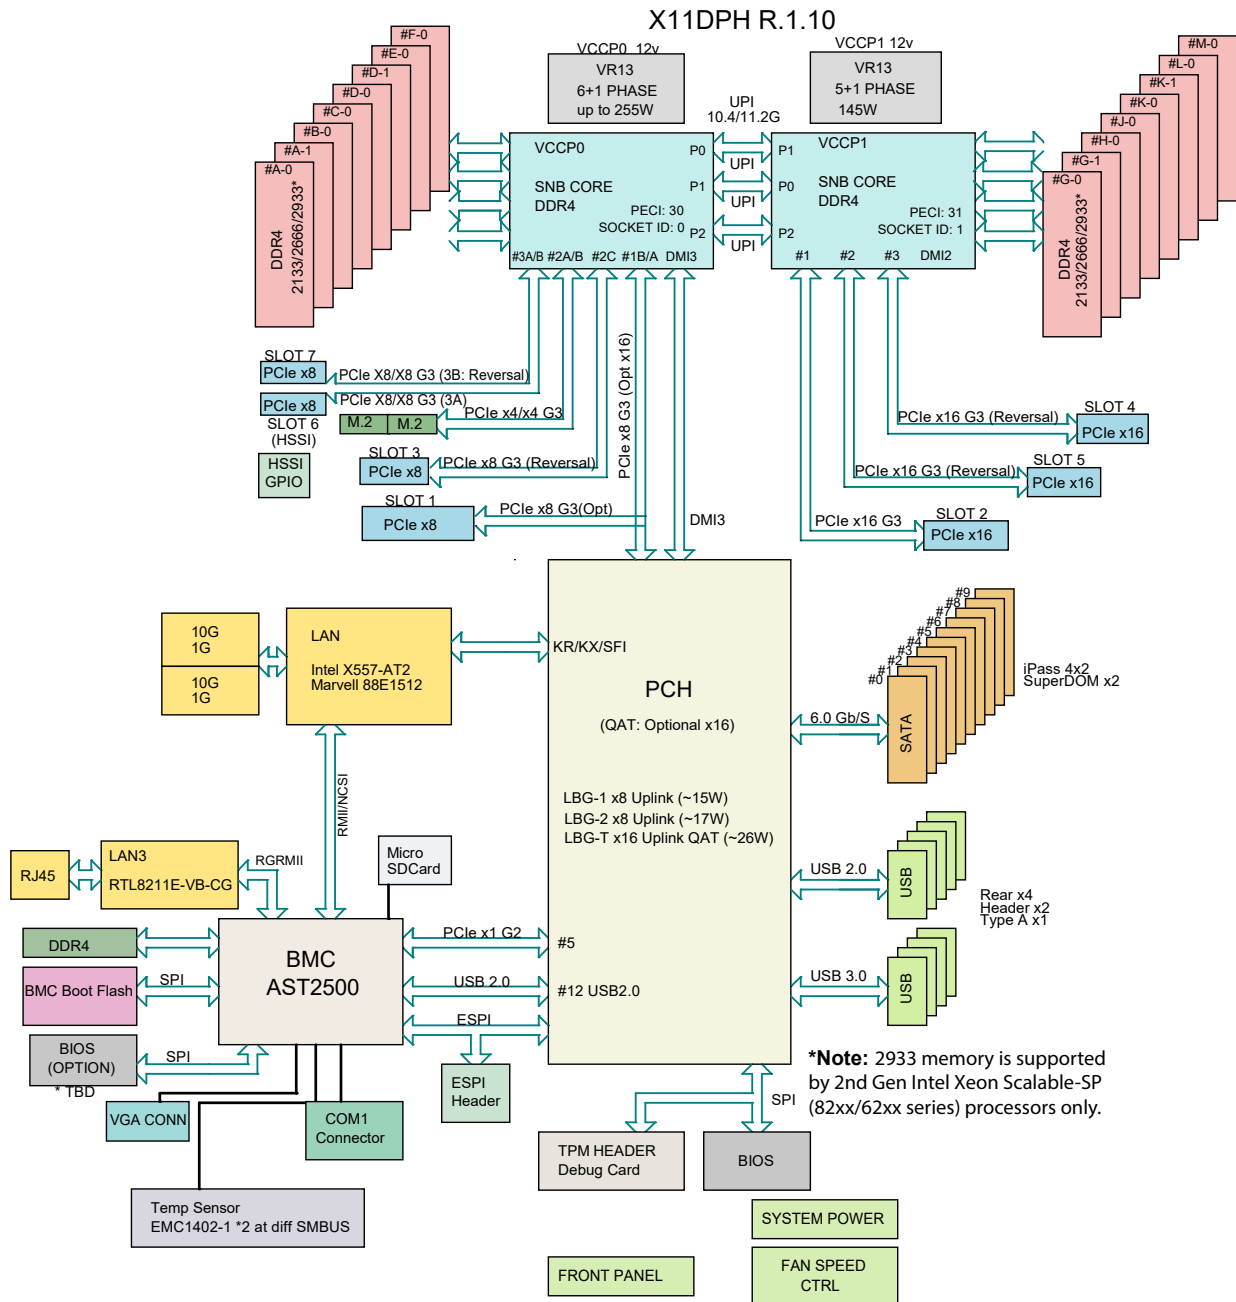 X11DPH R.1.10
VCCP0 12v
VR13
6+1 PHASE
up to 255W
VCCP1 12v
VR13
5+1 PHASE
145W
#F-0
#E-0
#D-1
#D-0
#C-0
#B-0
#A-1
#A-0
DDR4
2133/2666/2933*
#M-0
#L-0
#K-1
#K-0
#J-0
#H-0
#G-1
#G-0
DDR4
2133/2666/2933*
UPI
10.4/11.2G
UPI
UPI
UPI
VCCP0
P0
SNB CORE
DDR4
P1
PECI: 30
SOCKET ID: 0
P2
#3A/B #2A/B #2C #1B/A DMI3
VCCP1
P1
P0
SNB CORE
DDR4
PECI: 31
SOCKET ID: 1
P2
#1 #2 #3 DMI2
SLOT 7
PCIe x8
PCIe X8/X8 G3 (3B: Reversal)
PCIe x8
PCIe X8/X8 G3 (3A)
SLOT 6
(HSSI)
M.2 M.2
PCIe x4/x4 G3
HSSI
GPIO
SLOT 3
PCIe x8
PCIe x8 G3 (Reversal)
SLOT 1
PCIe x8
PCIe x8 G3(Opt)
PCIe x8 G3 (Opt x16)
DMI3
PCIe x16 G3 (Reversal)
SLOT 4
PCIe x16
PCIe x16 G3 (Reversal)
SLOT 5
PCIe x16
PCIe x16 G3
SLOT 2
PCIe x16
10G
1G
10G
1G
LAN
Intel X557-AT2
Marvell 88E1512
KR/KX/SFI
PCH
(QAT: Optional x16)
LBG-1 x8 Uplink (~15W)
LBG-2 x8 Uplink (~17W)
LBG-T x16 Uplink QAT (~26W)
#5
#12 USB2.0
6.0 Gb/S
#9
#8
#7
#6
#5
#4
#3
#2
#1
#0
SATA
iPass 4x2
SuperDOM x2
USB 2.0
USB
Rear x4
Header x2
Type A x1
USB 3.0
USB
RMII/NCSI
RJ45
LAN3
RTL8211E-VB-CG
RGRMII
Micro
SDCard
DDR4
BMC
AST2500
PCIe x1 G2
BMC Boot Flash
SPI
USB 2.0
ESPI
BIOS
(OPTION)
* TBD
SPI
VGA CONN
COM1
Connector
ESPI
Header
Temp Sensor
EMC1402-1 *2 at diff SMBUS
SPI
TPM HEADER
Debug Card
BIOS
*Note: 2933 memory is supported
by 2nd Gen Intel Xeon Scalable-SP
(82xx/62xx series) processors only.
SYSTEM POWER
FRONT PANEL
FAN SPEED
CTRL